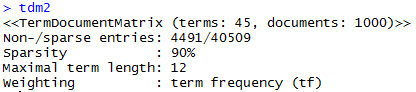 > tdm2
<<TermDocumentMatrix (terms: 45, documents: 1000)>>
Non-/sparse entries: 4491/40509
Sparsity           : 90%
Maximal term length: 12
Weighting          : term frequency (tf)